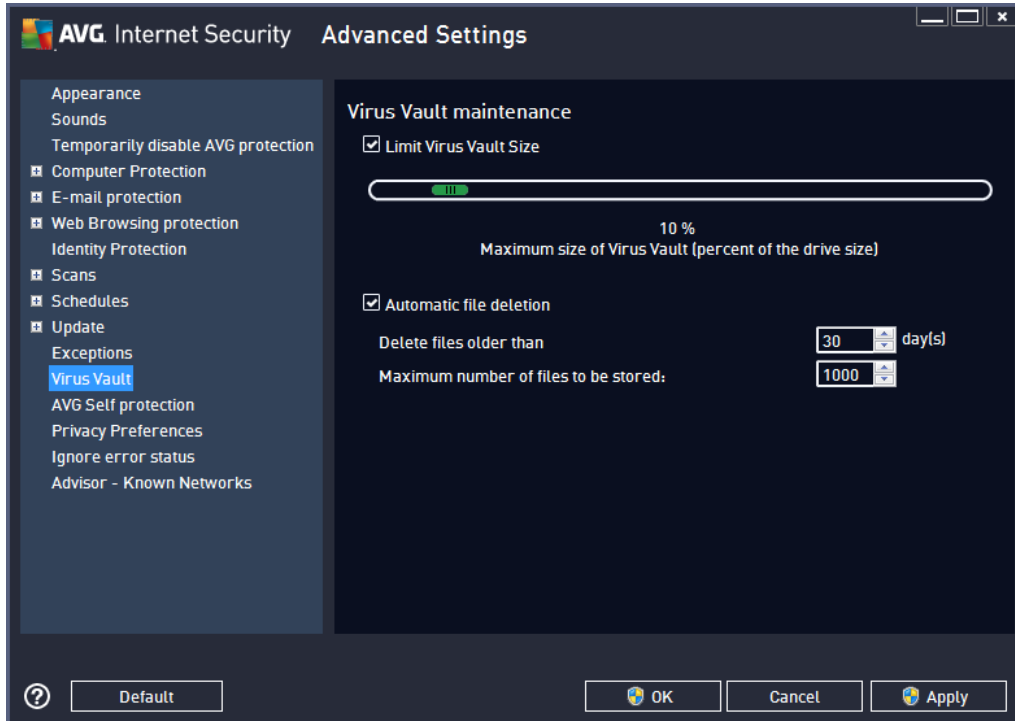 AVG. Internet Security Advanced Settings
Appearance
Sounds
Temporarily disable AVG protection
Computer Protection
E-mail protection
Web Browsing protection
Identity Protection
Scans
Schedules
Update
Exceptions
Virus Vault
AVG Self protection
Privacy Preferences
Ignore error status
Advisor - Known Networks
Virus Vault maintenance
Limit Virus Vault Size
10 %
Maximum size of Virus Vault (percent of the drive size)
Automatic file deletion
Delete files older than 30 day(s)
Maximum number of files to be stored: 1000
? Default OK Cancel Apply